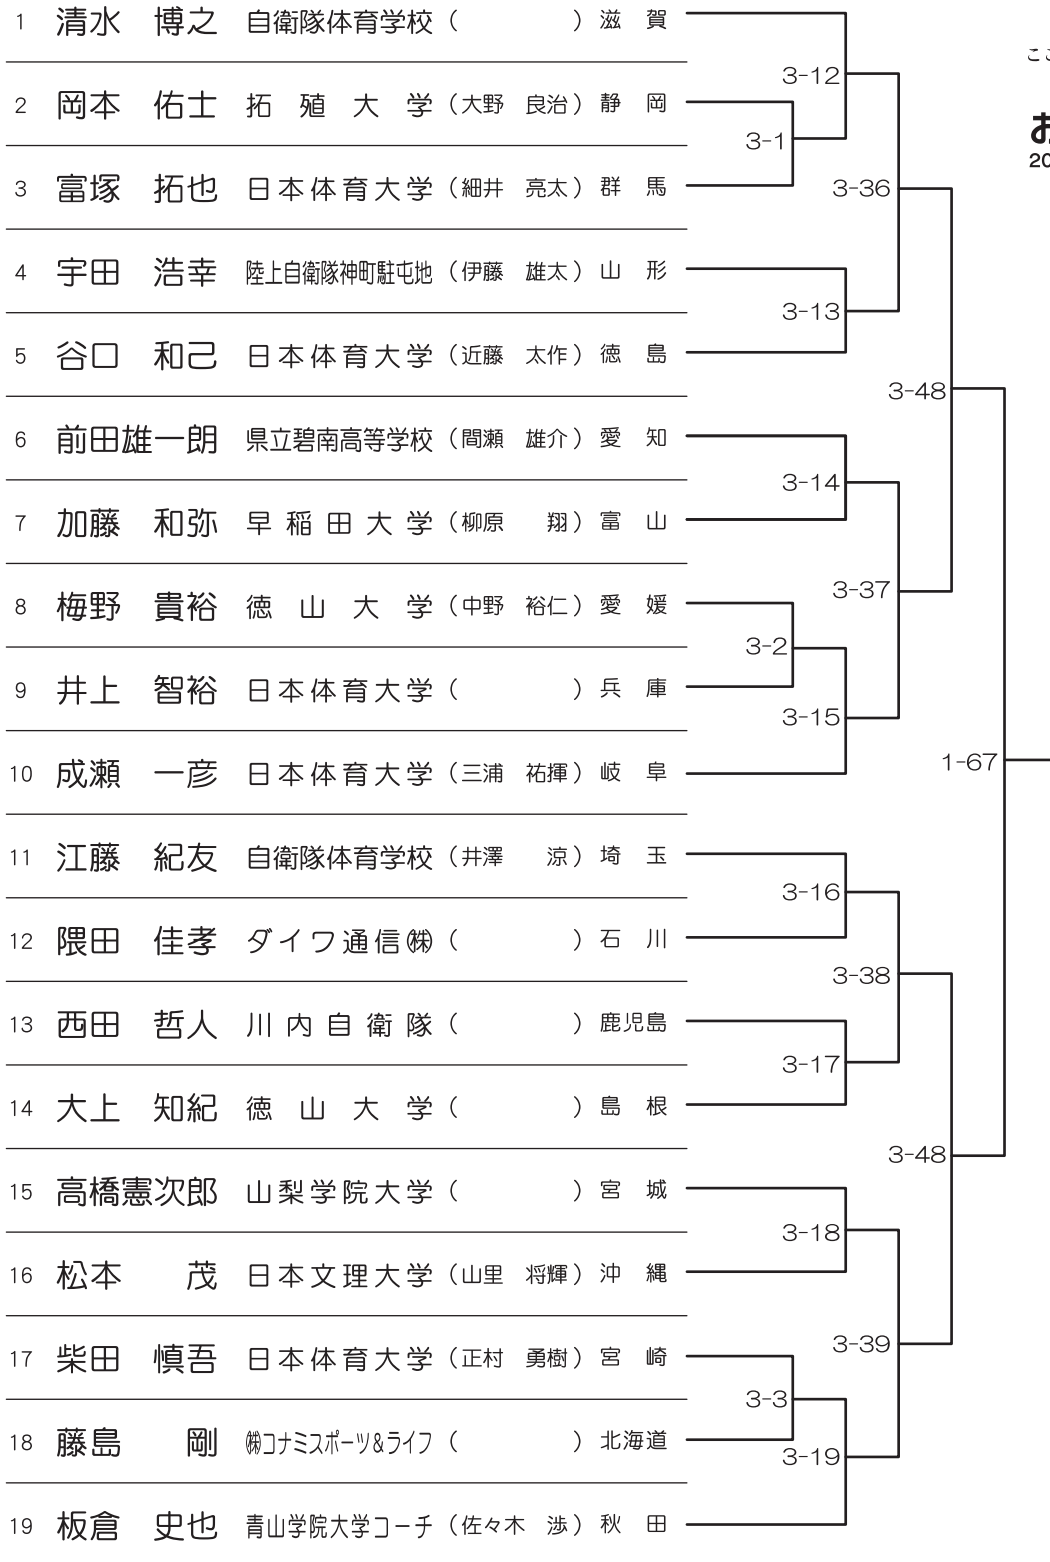 1 清水 博之 自衛隊体育学校 ( ) 滋賀
2 岡本 佑士 拓殖大学 (大野 良治) 静岡
3 富塚 拓也 日本体育大学 (細井 亮太) 群馬
4 宇田 浩幸 陸上自衛隊神町駐屯地 (伊藤 雄太) 山形
5 谷口 和己 日本体育大学 (近藤 太作) 徳島
6 前田雄一朗 県立碧南高等学校 (間瀬 雄介) 愛知
7 加藤 和弥 早稲田大学 (柳原 翔) 富山
8 梅野 貴裕 徳山大学 (中野 裕仁) 愛媛
9 井上 智裕 日本体育大学 ( ) 兵庫
10 成瀬 一彦 日本体育大学 (三浦 祐揮) 岐阜
11 江藤 紀友 自衛隊体育学校 (井澤 涼) 埼玉
12 隈田 佳孝 ダイワ通信㈱ ( ) 石川
13 西田 哲人 川内自衛隊 ( ) 鹿児島
14 大上 知紀 徳山大学 ( ) 島根
15 高橋憲次郎 山梨学院大学 ( ) 宮城
16 松本 茂 日本文理大学 (山里 将輝) 沖縄
17 柴田 慎吾 日本体育大学 (正村 勇樹) 宮崎
18 藤島 剛 ㈱コナミスポーツ&ライフ ( ) 北海道
19 板倉 史也 青山学院大学コーチ (佐々木 渉) 秋田
3-12
3-1
3-36
3-13
3-48
3-14
3-37
3-2
3-15
1-67
3-16
3-38
3-17
3-48
3-18
3-39
3-3
3-19
お
20